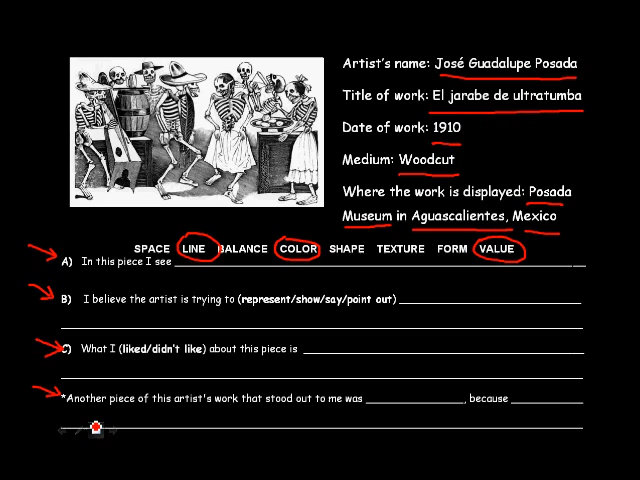 Artist's name: José Guadalupe Posada
Title of work: El jarabe de ultratumba
Date of work: 1910
Medium: Woodcut
Where the work is displayed: Posada
Museum in Aguascalientes, Mexico
SPACE LINE BALANCE COLOR SHAPE TEXTURE FORM VALUE
A) In this piece I see
B) I believe the artist is trying to (represent/show/say/point out)
C) What I (liked/didn't like) about this piece is
*Another piece of this artist's work that stood out to me was ________________, because ____________